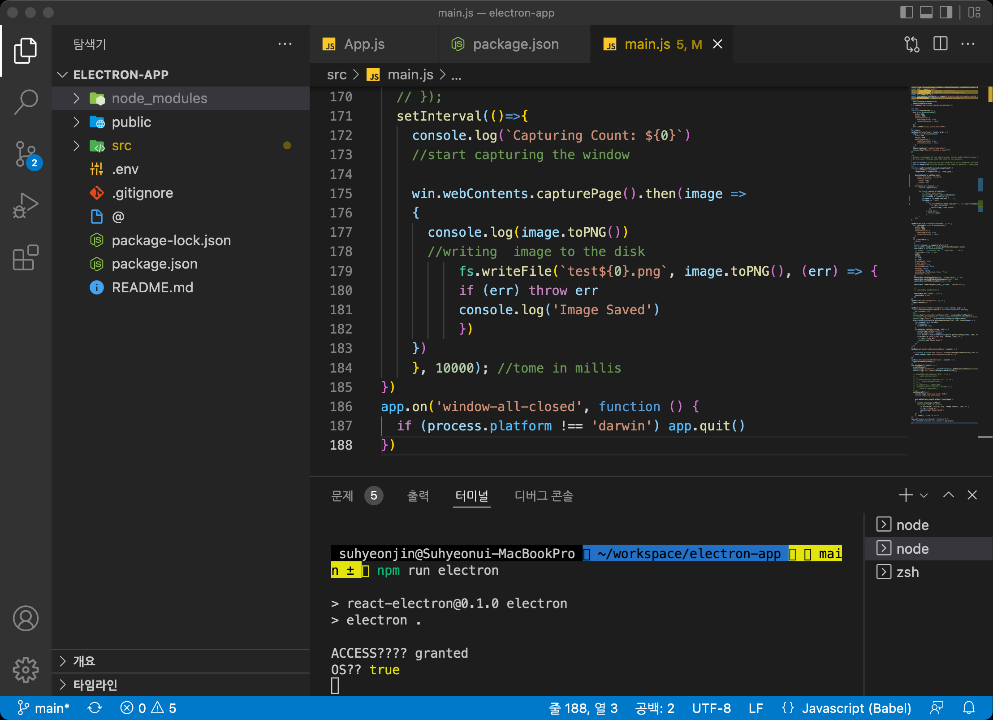 main.js — electron-app
탐색기
ELECTRON-APP
node_modules
public
src
.env
.gitignore
@
package-lock.json
package.json
README.md
개요
타임라인
2
App.js
package.json
main.js 5, M
src > main.js > ...
170 // });
171 setInterval(()=>{
172 console.log(`Capturing Count: ${0}`)
173 //start capturing the window
174
175 win.webContents.capturePage().then(image =>
176 {
177 console.log(image.toPNG())
178 //writing  image to the disk
179 fs.writeFile(`test${0}.png`, image.toPNG(), (err) => {
180 if (err) throw err
181 console.log('Image Saved')
182 })
183 })
184 }, 10000); //tome in millis
185 })
186 app.on('window-all-closed', function () {
187 if (process.platform !== 'darwin') app.quit()
188 })
문제 5 출력 터미널 디버그 콘솔
suhyeonjin@Suhyeonui-MacBookPro ~/workspace/electron-app mai
n ± npm run electron
> react-electron@0.1.0 electron
> electron .
ACCESS???? granted
OS?? true
node
node
zsh
main* 0 5 줄 188, 열 3 공백: 2 UTF-8 LF {} Javascript (Babel)